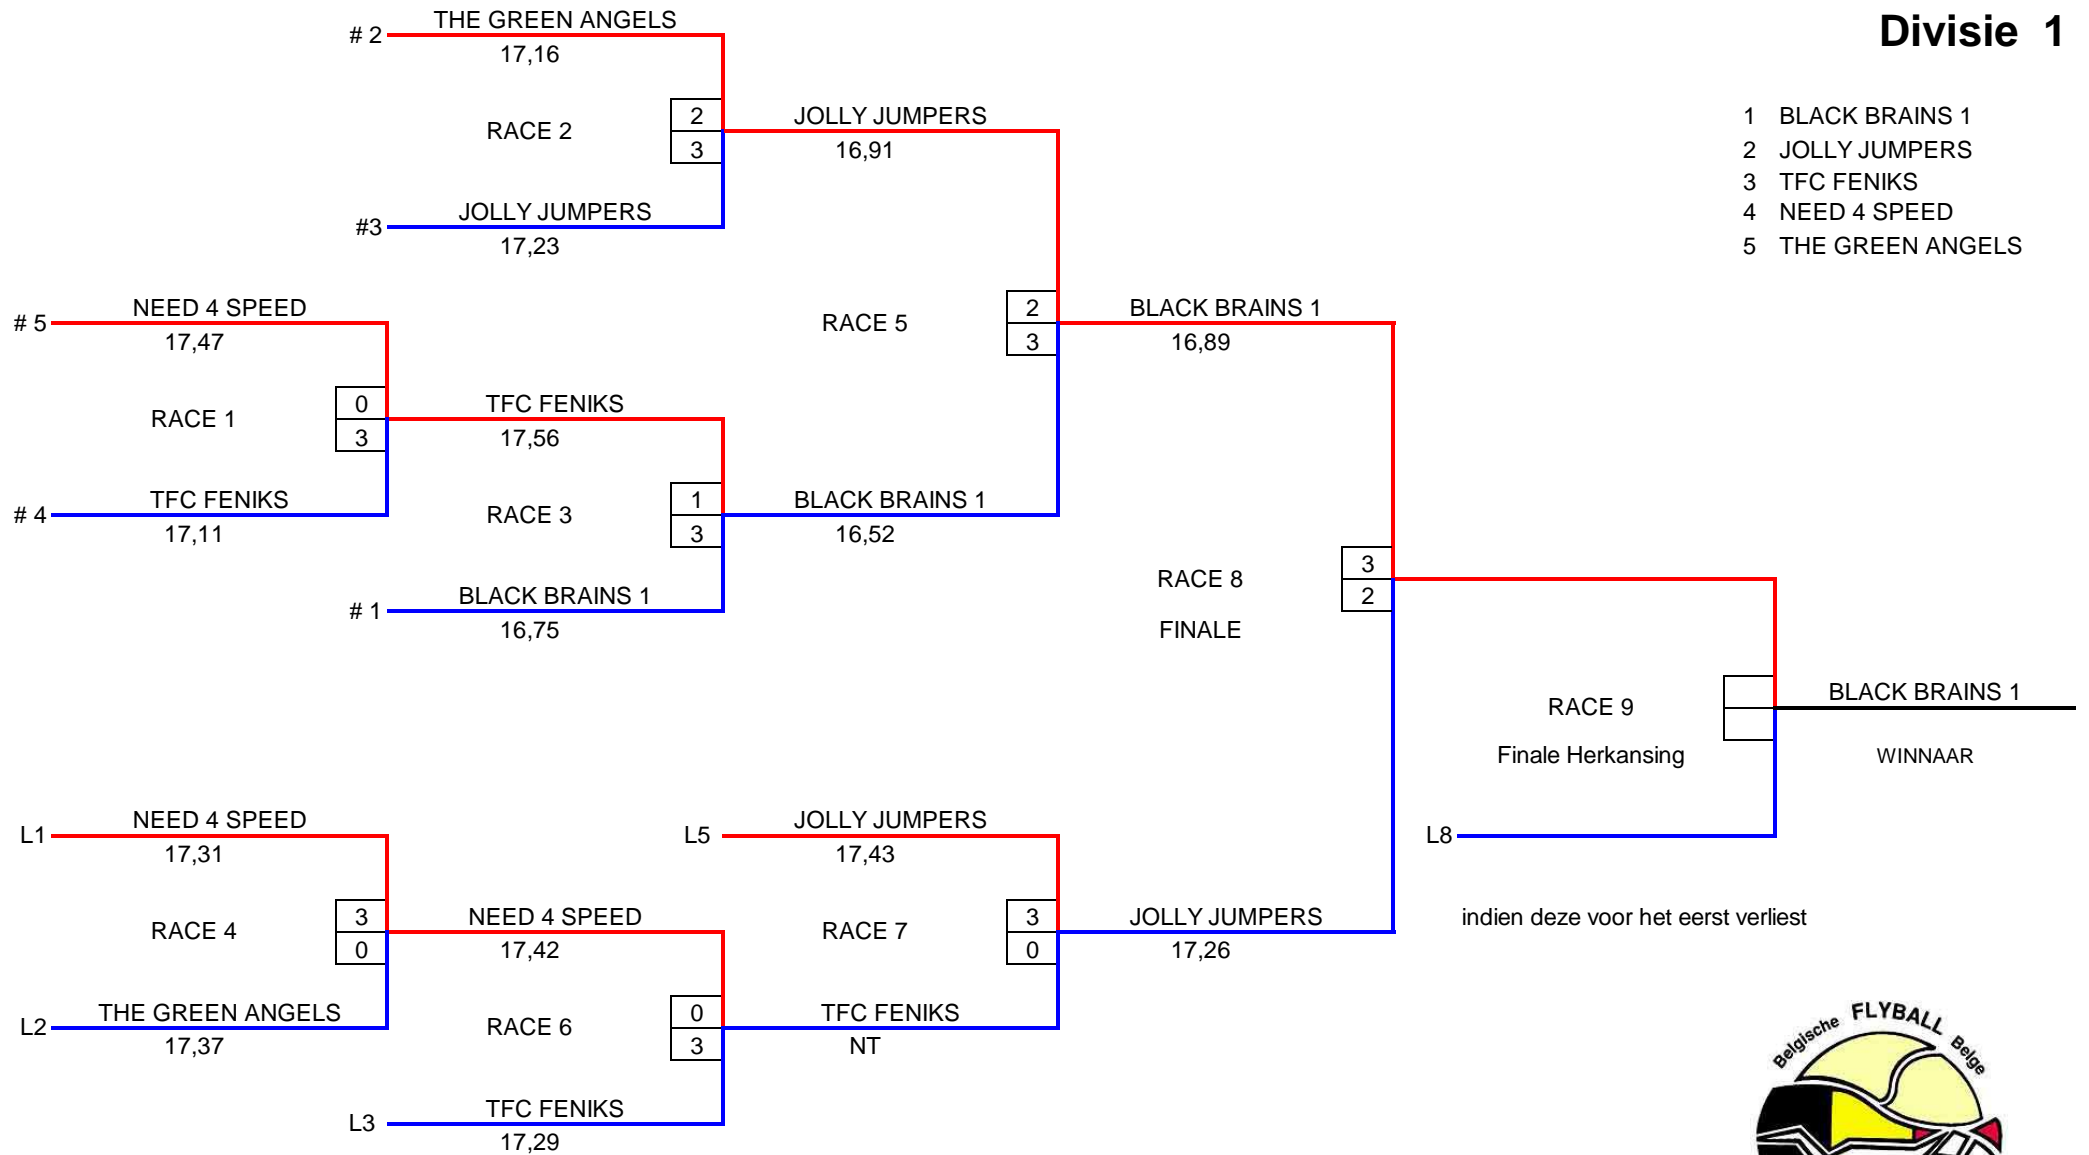 Divisie 1
1 BLACK BRAINS 1
2 JOLLY JUMPERS
3 TFC FENIKS
4 NEED 4 SPEED
5 THE GREEN ANGELS
# 2 THE GREEN ANGELS
17,16
RACE 2
2
3
#3 JOLLY JUMPERS
17,23
JOLLY JUMPERS
16,91
# 5 NEED 4 SPEED
17,47
RACE 1
0
3
# 4 TFC FENIKS
17,11
TFC FENIKS
17,56
RACE 3
1
3
# 1 BLACK BRAINS 1
16,75
RACE 5
2
3
BLACK BRAINS 1
16,52
BLACK BRAINS 1
16,89
RACE 8
FINALE
3
2
RACE 9
Finale Herkansing
BLACK BRAINS 1
WINNAAR
L8
indien deze voor het eerst verliest
L1 NEED 4 SPEED
17,31
RACE 4
3
0
L2 THE GREEN ANGELS
17,37
NEED 4 SPEED
17,42
RACE 6
0
3
L3 TFC FENIKS
17,29
L5 JOLLY JUMPERS
17,43
RACE 7
3
0
TFC FENIKS
NT
JOLLY JUMPERS
17,26
Belgische FLYBALL Belge